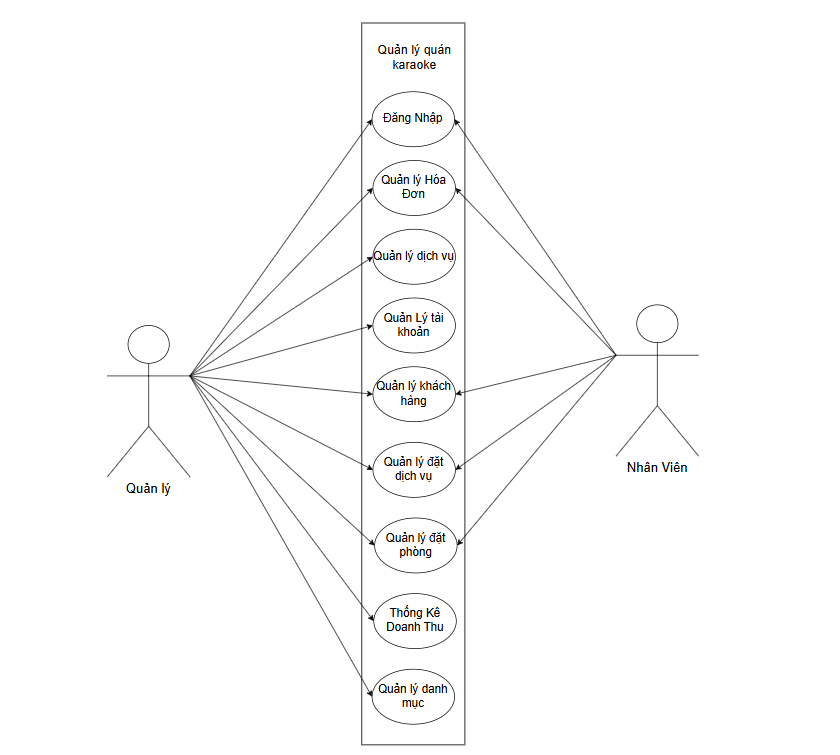 Quản lý quán
karaoke
Đăng Nhập
Quản lý Hóa
Đơn
Quản lý dịch vụ
Quản Lý tài
khoản
Quản lý khách
hàng
Quản lý đặt
dịch vụ
Quản lý đặt
phòng
Thống Kê
Doanh Thu
Quản lý danh
mục
Quản lý
Nhân Viên